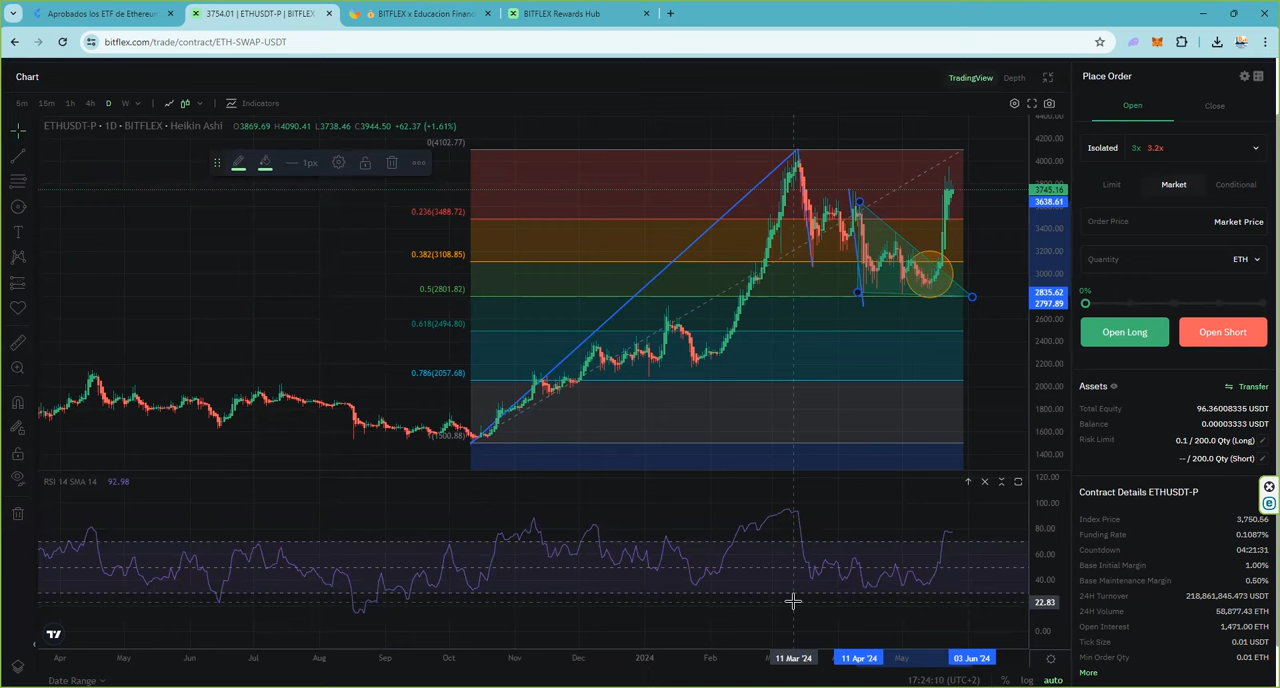 Aprobados los ETF de Ethereum
3754.01 | ETHUSDT-P | BITFLEX
BITFLEX x Educacion Financ
BITFLEX Rewards Hub
bitflex.com/trade/contract/ETH-SWAP-USDT
Chart
TradingView Depth
5m 15m 1h 4h D W Indicators
ETHUSDT-P • 1D • BITFLEX • Heikin Ashi O3869.69 H4090.41 L3738.46 C3944.50 +62.37 (+1.61%)
1px
0(4102.77)
0.236(3488.72)
0.382(3108.85)
0.5(2801.82)
0.618(2494.80)
0.786(2057.68)
1(1500.88)
4400.00
4200.00
4000.00
3745.16
3638.61
3400.00
3200.00
3000.00
2835.62
2797.89
2600.00
2400.00
2200.00
2000.00
1800.00
1600.00
1400.00
RSI 14 SMA 14 92.98
120.00
100.00
80.00
60.00
40.00
22.83
0.00
Apr May Jun Jul Aug Sep Oct Nov Dec 2024 Feb 11 Mar '24 11 Apr '24 May 03 Jun '24
Date Range
17:24:10 (UTC+2) % log auto
Place Order
Open Close
Isolated 3x 3.2x
Limit Market Conditional
Order Price Market Price
Quantity ETH
0%
Open Long Open Short
Assets Transfer
Total Equity 96.36008335 USDT
Balance 0.00003333 USDT
Risk Limit 0.1 / 200.0 Qty (Long)
-- / 200.0 Qty (Short)
Contract Details ETHUSDT-P
Index Price 3,750.56
Funding Rate 0.1087%
Countdown 04:21:31
Base Initial Margin 1.00%
Base Maintenance Margin 0.50%
24H Turnover 218,861,845.473 USDT
24H Volume 58,877.43 ETH
Open Interest 1,471.00 ETH
Tick Size 0.01 USDT
Min Order Qty 0.01 ETH
More